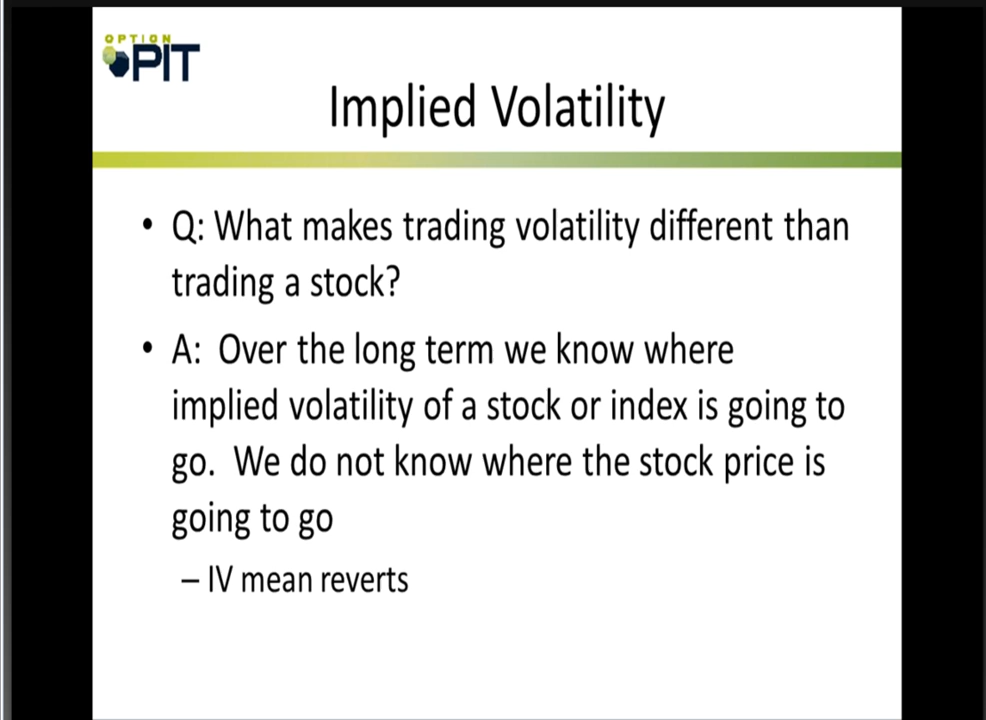 OPTION
PIT
Implied Volatility
• Q: What makes trading volatility different than
trading a stock?
• A:  Over the long term we know where
implied volatility of a stock or index is going to
go.  We do not know where the stock price is
going to go
– IV mean reverts